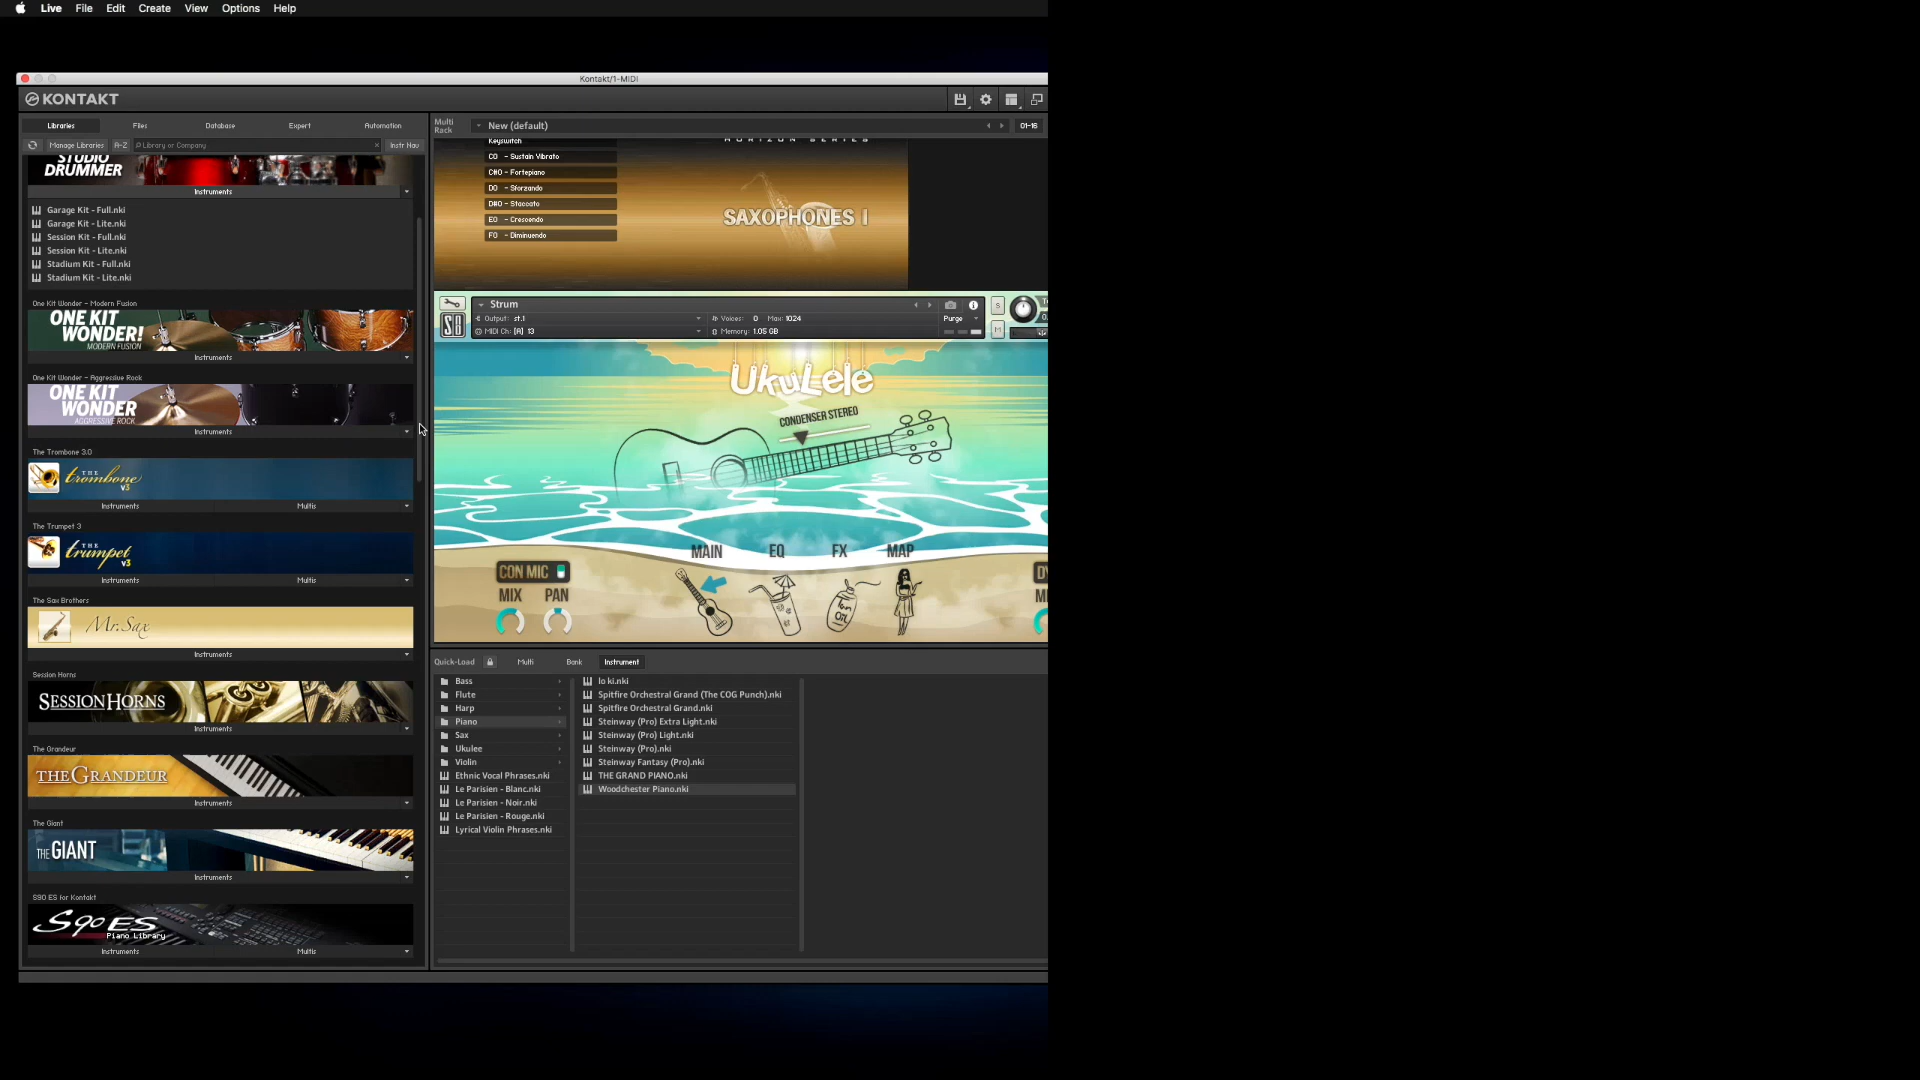 Live File Edit Create View Options Help
Kontakt/1-MIDI
KONTAKT
Libraries Files Database Expert Automation
Manage Libraries A-Z Library or Company × Instr Nav
STUDIO
DRUMMER
Instruments
Garage Kit - Full.nki
Garage Kit - Lite.nki
Session Kit - Full.nki
Session Kit - Lite.nki
Stadium Kit - Full.nki
Stadium Kit - Lite.nki
One Kit Wonder - Modern Fusion
ONE KIT
WONDER!
MODERN FUSION
Instruments
One Kit Wonder - Aggressive Rock
ONE KIT
WONDER
AGGRESSIVE ROCK
Instruments
The Trombone 3.0
THE
trombone
v3
Instruments Multis
The Trumpet 3
THE
trumpet
v3
Instruments Multis
The Sax Brothers
Mr. Sax
Instruments
Session Horns
SESSION HORNS
Instruments
The Grandeur
THE GRANDEUR
Instruments
The Giant
THE GIANT
Instruments
S90 ES for Kontakt
S90 ES
Piano Library
Instruments Multis
Multi
Rack
New (default) 01-16
Keyswitch
C0 - Sustain Vibrato
C#0 - Fortepiano
D0 - Sforzando
D#0 - Staccato
E0 - Crescendo
F0 - Diminuendo
HORIZON SERIES
SAXOPHONES I
Strum
Output: st.1 Voices: 0 Max: 1024 Purge
MIDI Ch: [A] 13 Memory: 1.05 GB
S
M
UkuLele
CONDENSER STEREO
MAIN EQ FX MAP
CON MIC
MIX PAN
Quick-Load Multi Bank Instrument
Bass
Flute
Harp
Piano
Sax
Ukulee
Violin
Ethnic Vocal Phrases.nki
Le Parisien - Blanc.nki
Le Parisien - Noir.nki
Le Parisien - Rouge.nki
Lyrical Violin Phrases.nki
lo ki.nki
Spitfire Orchestral Grand (The COG Punch).nki
Spitfire Orchestral Grand.nki
Steinway (Pro) Extra Light.nki
Steinway (Pro) Light.nki
Steinway (Pro).nki
Steinway Fantasy (Pro).nki
THE GRAND PIANO.nki
Woodchester Piano.nki